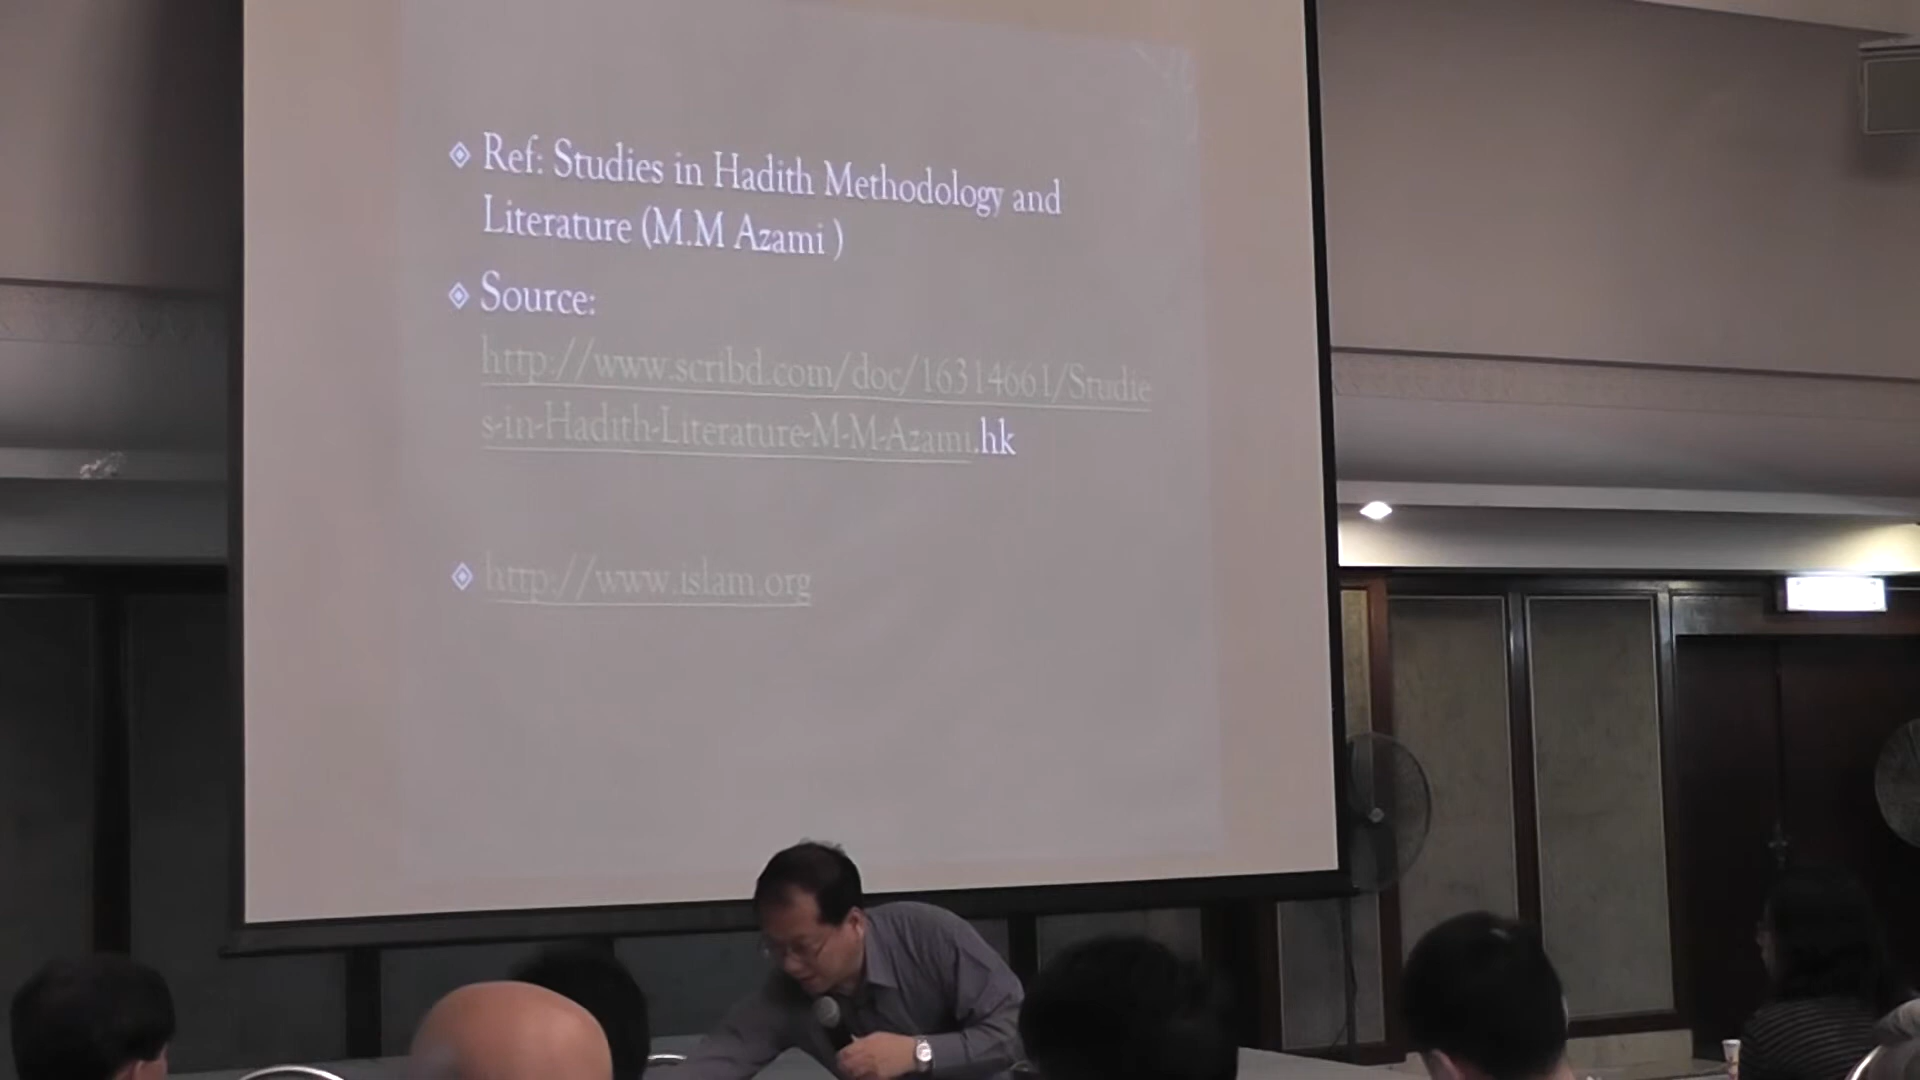 Ref: Studies in Hadith Methodology and
Literature (M.M Azami )
Source:
http://www.scribd.com/doc/16314661/Studie
s-in-Hadith-Literature-M-M-Azami.hk
http://www.islam.org